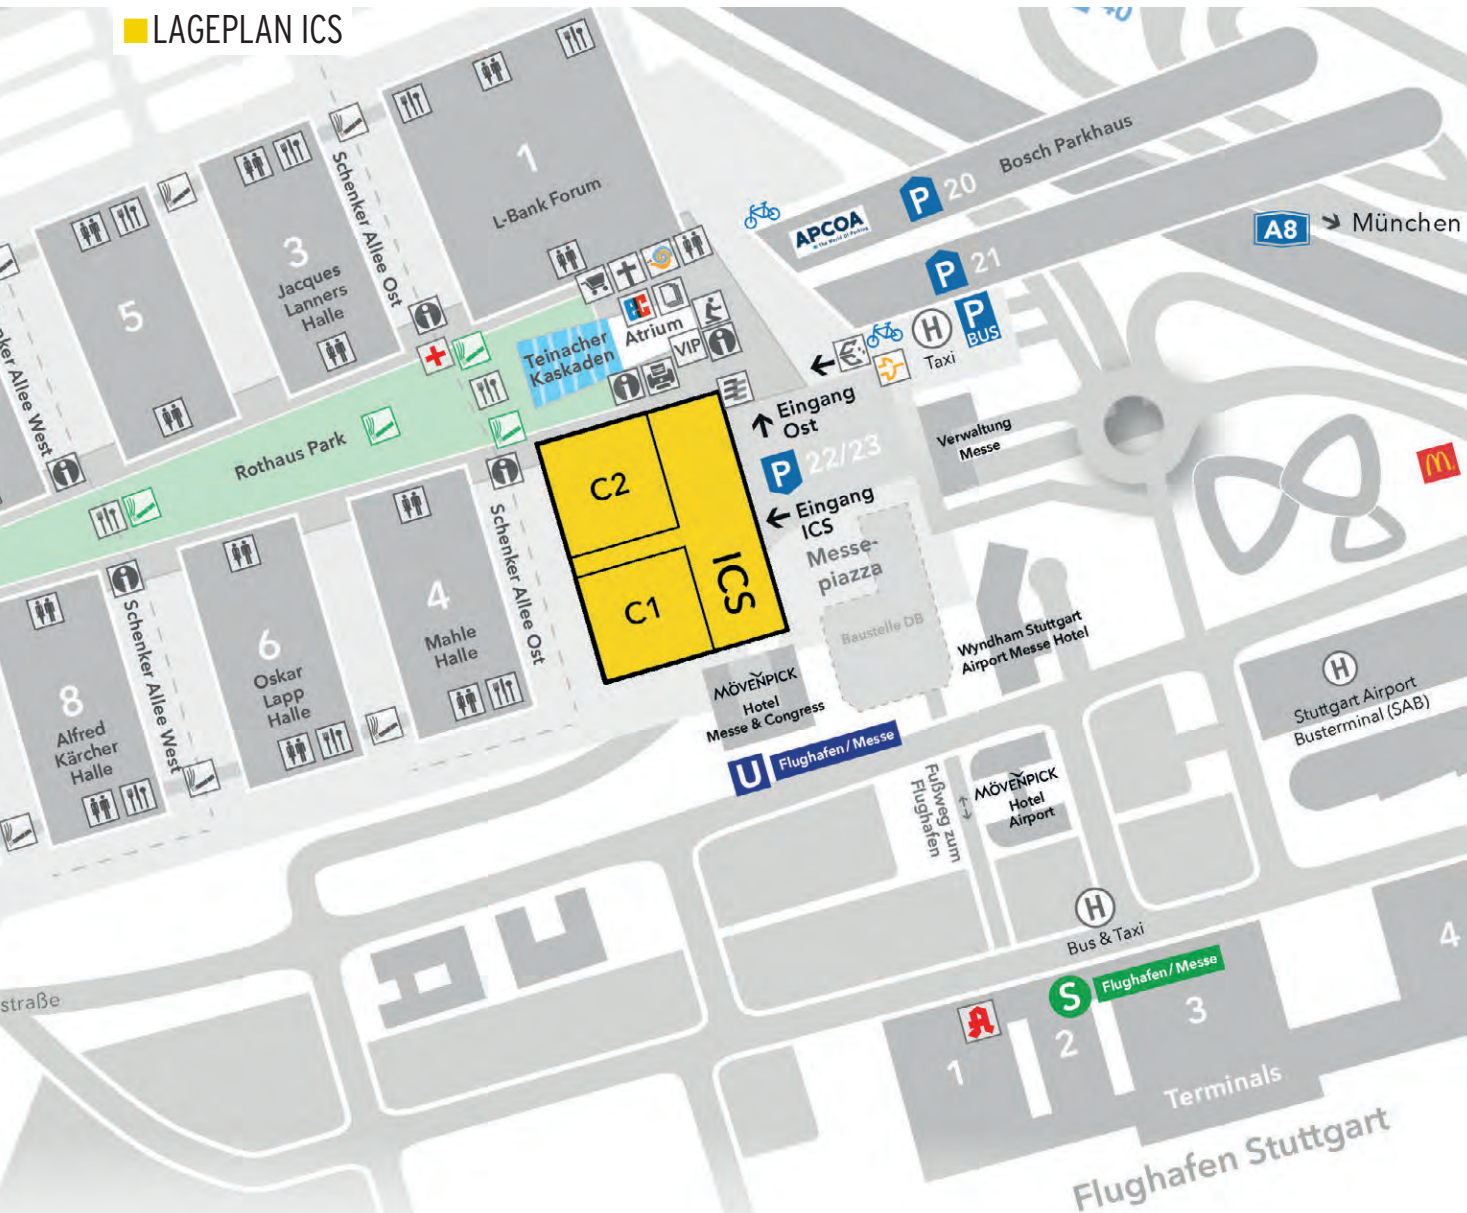 LAGEPLAN ICS
40
Bosch Parkhaus
P 20
APCOA
P 21
A8 München
1
L-Bank Forum
Schenker Allee Ost
3
Jacques
Lanners
Halle
5
Schenker Allee West
Teinacher
Kaskaden
EC
Atrium
VIP
i
H
Taxi
P
BUS
Eingang
Ost
P 22/23
Verwaltung
Messe
Eingang
ICS
Messe-
piazza
Baustelle DB
Rothaus Park
C2
C1
ICS
4
Mahle
Halle
Schenker Allee Ost
6
Oskar
Lapp
Halle
Schenker Allee West
8
Alfred
Kärcher
Halle
MÖVENPICK
Hotel
Messe & Congress
Wyndham Stuttgart
Airport Messe Hotel
H
Stuttgart Airport
Busterminal (SAB)
U Flughafen/Messe
Fußweg zum
Flughafen
MÖVENPICK
Hotel
Airport
H
Bus & Taxi
S Flughafen/Messe
straße
1
2
3
4
Terminals
Flughafen Stuttgart